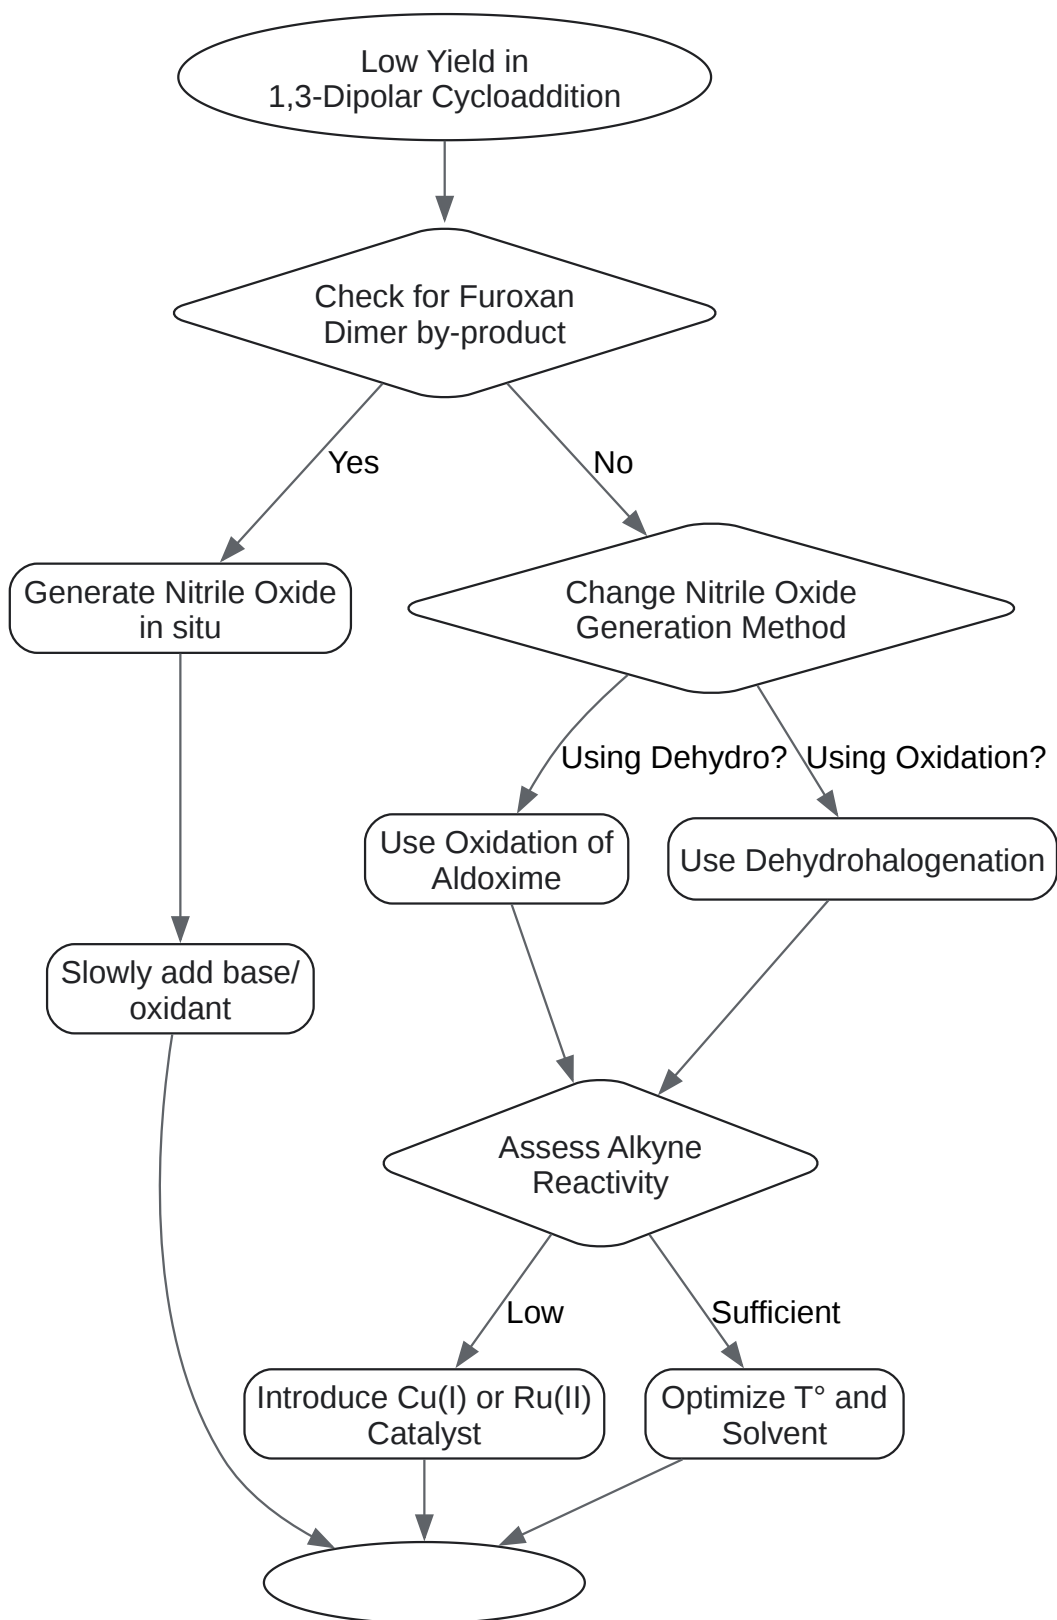 Low Yield in
1,3-Dipolar Cycloaddition
Check for Furoxan
Dimer by-product
Yes
No
Generate Nitrile Oxide
in situ
Change Nitrile Oxide
Generation Method
Using Dehydro?
Using Oxidation?
Use Oxidation of
Aldoxime
Use Dehydrohalogenation
Slowly add base/
oxidant
Assess Alkyne
Reactivity
Low
Sufficient
Introduce Cu(I) or Ru(II)
Catalyst
Optimize T° and
Solvent